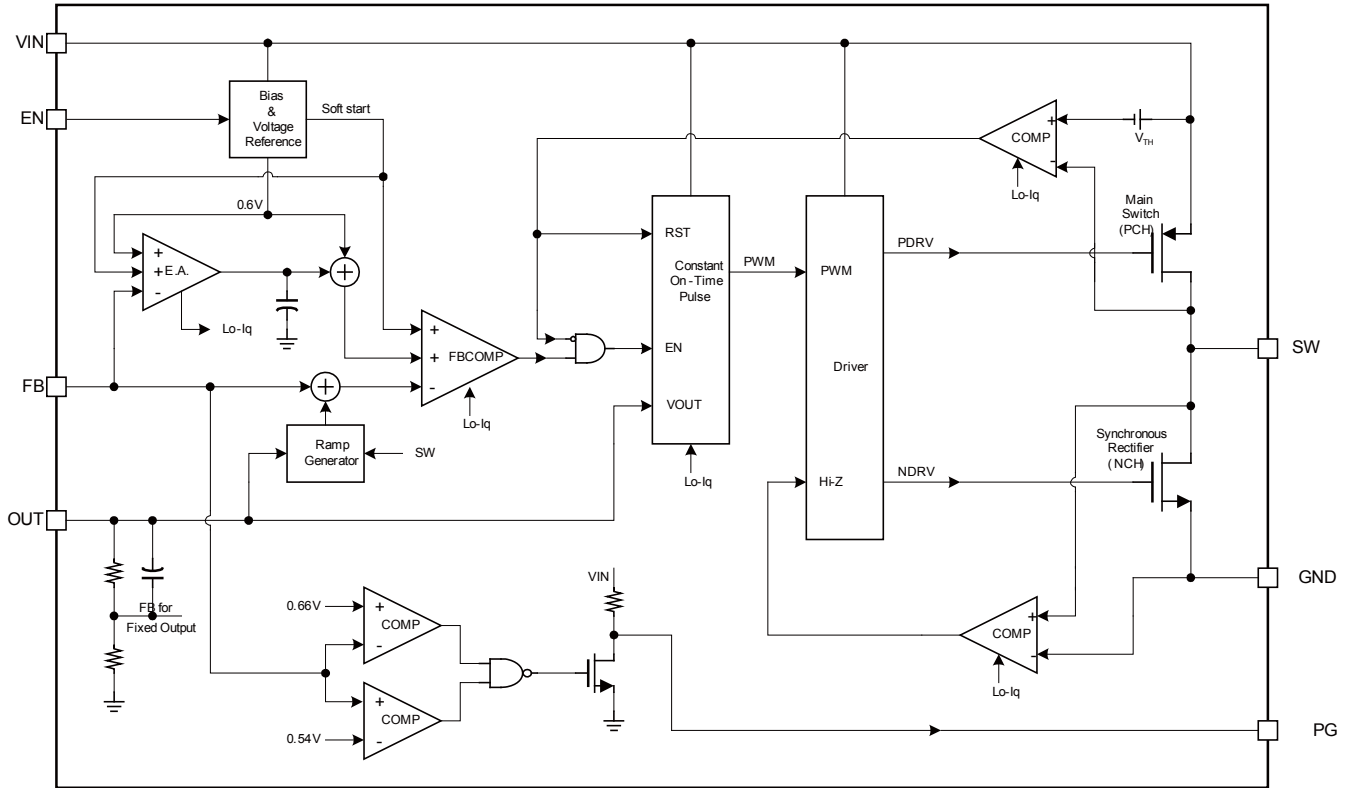 VIN
EN
Bias
&
Voltage
Reference
Soft start
0.6V
+
+
-
E.A.
Lo-Iq
+
+
+
-
FBCOMP
Lo-Iq
FB
+
Ramp
Generator
SW
OUT
FB for
Fixed Output
RST
Constant
On-Time
Pulse
EN
VOUT
Lo-Iq
PWM
PWM
Driver
Hi-Z
PDRV
NDRV
+
-
COMP
Lo-Iq
VTH
Main
Switch
(PCH)
SW
Synchronous
Rectifier
(NCH)
GND
+
-
COMP
Lo-Iq
0.66V
+
-
COMP
+
-
COMP
0.54V
VIN
PG